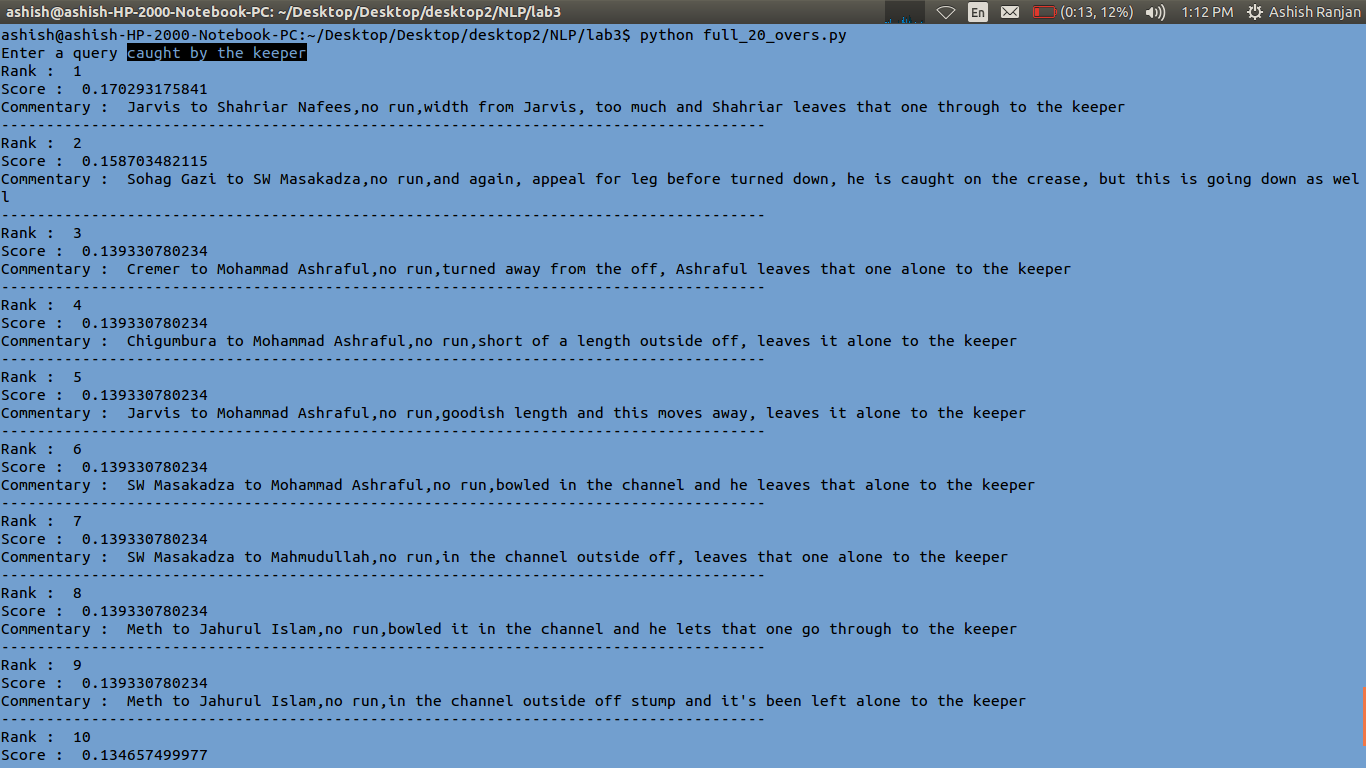 ashish@ashish-HP-2000-Notebook-PC: ~/Desktop/Desktop/desktop2/NLP/lab3 En (0:13, 12%) 1:12 PM Ashish Ranjan
ashish@ashish-HP-2000-Notebook-PC:~/Desktop/Desktop/desktop2/NLP/lab3$ python full_20_overs.py
Enter a query caught by the keeper
Rank :  1
Score :  0.170293175841
Commentary :  Jarvis to Shahriar Nafees,no run,width from Jarvis, too much and Shahriar leaves that one through to the keeper
-------------------------------------------------------------------------------------
Rank :  2
Score :  0.158703482115
Commentary :  Sohag Gazi to SW Masakadza,no run,and again, appeal for leg before turned down, he is caught on the crease, but this is going down as wel
l
-------------------------------------------------------------------------------------
Rank :  3
Score :  0.139330780234
Commentary :  Cremer to Mohammad Ashraful,no run,turned away from the off, Ashraful leaves that one alone to the keeper
-------------------------------------------------------------------------------------
Rank :  4
Score :  0.139330780234
Commentary :  Chigumbura to Mohammad Ashraful,no run,short of a length outside off, leaves it alone to the keeper
-------------------------------------------------------------------------------------
Rank :  5
Score :  0.139330780234
Commentary :  Jarvis to Mohammad Ashraful,no run,goodish length and this moves away, leaves it alone to the keeper
-------------------------------------------------------------------------------------
Rank :  6
Score :  0.139330780234
Commentary :  SW Masakadza to Mohammad Ashraful,no run,bowled in the channel and he leaves that alone to the keeper
-------------------------------------------------------------------------------------
Rank :  7
Score :  0.139330780234
Commentary :  SW Masakadza to Mahmudullah,no run,in the channel outside off, leaves that one alone to the keeper
-------------------------------------------------------------------------------------
Rank :  8
Score :  0.139330780234
Commentary :  Meth to Jahurul Islam,no run,bowled it in the channel and he lets that one go through to the keeper
-------------------------------------------------------------------------------------
Rank :  9
Score :  0.139330780234
Commentary :  Meth to Jahurul Islam,no run,in the channel outside off stump and it's been left alone to the keeper
-------------------------------------------------------------------------------------
Rank :  10
Score :  0.134657499977